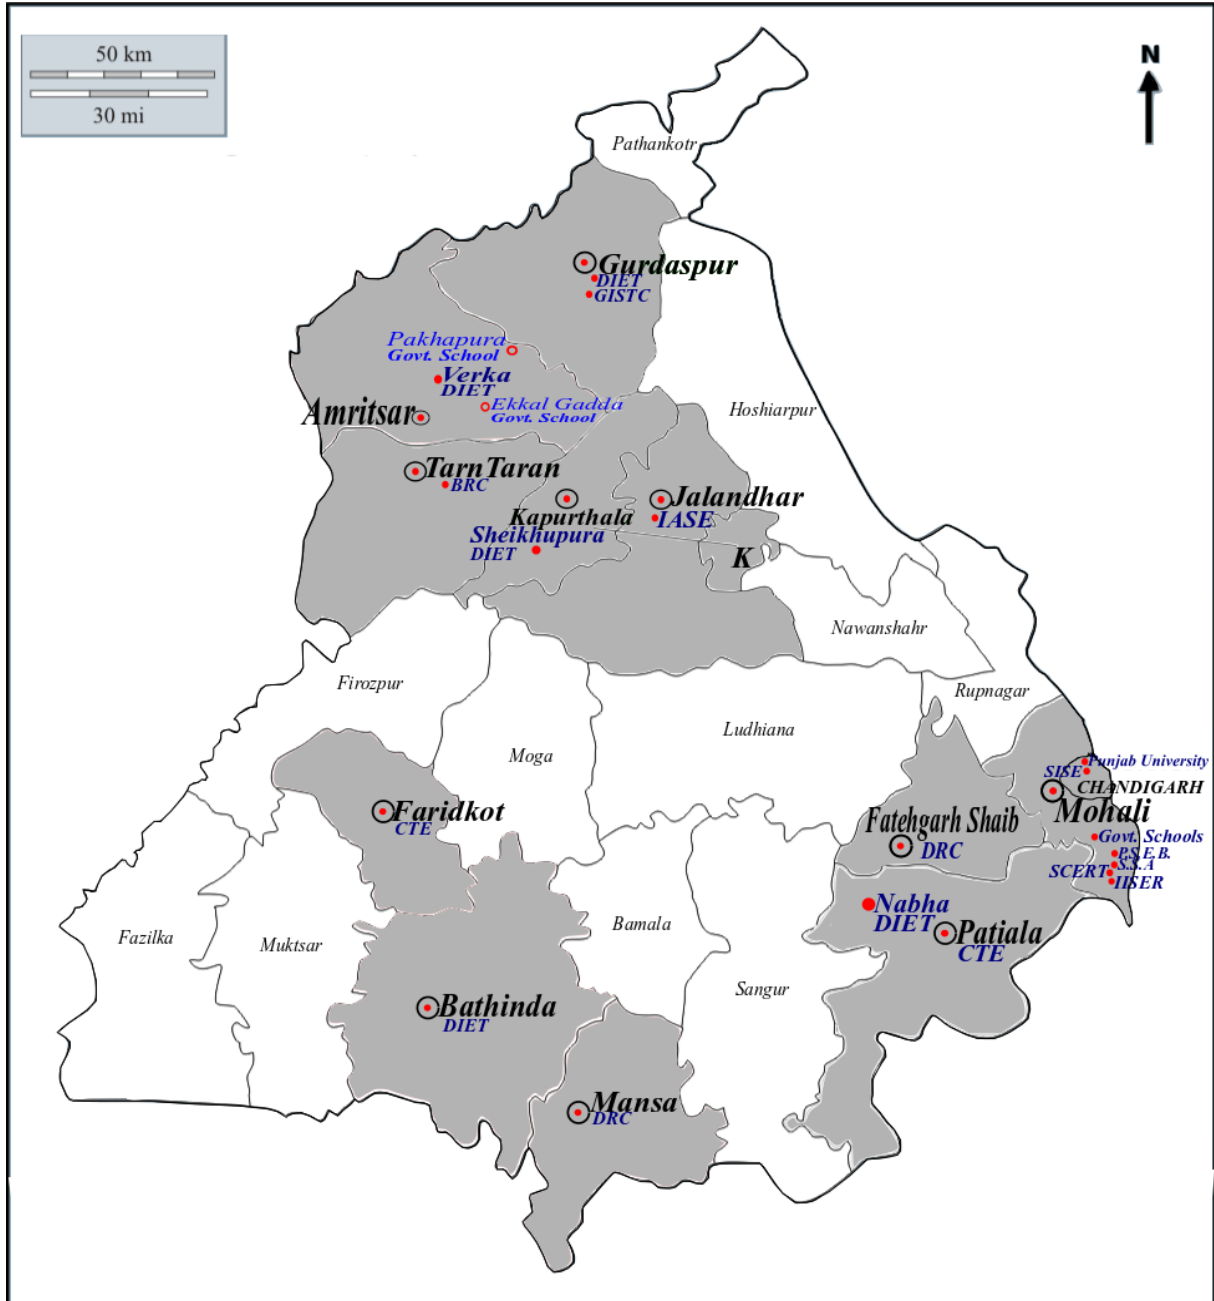 50 km
30 mi
N
Pathankotr
Gurdaspur
DIET
GISTC
Pakhapura
Govt. School
Verka
DIET
Ekkal Gadda
Govt. School
Amritsar
Hoshiarpur
TarnTaran
BRC
Kapurthala
Jalandhar
IASE
Sheikhupura
DIET
K
Nawanshahr
Firozpur
Rupnagar
Moga
Ludhiana
Punjab University
SISE
CHANDIGARH
Mohali
Faridkot
CTE
Fatehgarh Shaib
DRC
Govt. Schools
P.S.E.B.
S.S.A
SCERT
IISER
Nabha
DIET
Patiala
CTE
Fazilka
Muktsar
Bamala
Sangur
Bathinda
DIET
Mansa
DRC